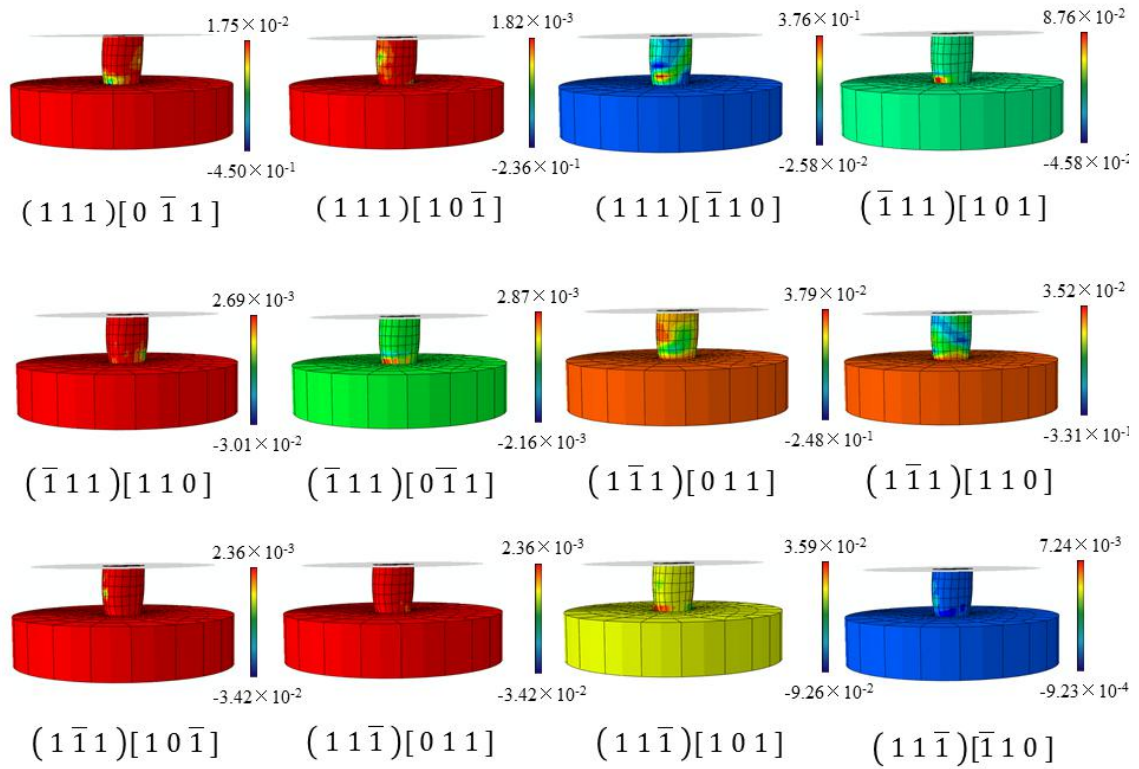 1.75×10⁻² 1.82×10⁻³ 3.76×10⁻¹ 8.76×10⁻²
-4.50×10⁻¹ -2.36×10⁻¹ -2.58×10⁻² -4.58×10⁻²
(1 1 1)[0 1̅ 1] (1 1 1)[1 0 1̅] (1 1 1)[1̅ 1 0] (1̅ 1 1)[1 0 1]
2.69×10⁻³ 2.87×10⁻³ 3.79×10⁻² 3.52×10⁻²
-3.01×10⁻² -2.16×10⁻³ -2.48×10⁻¹ -3.31×10⁻¹
(1̅ 1 1)[1 1 0] (1̅ 1 1)[0 1̅ 1] (1 1̅ 1)[0 1 1] (1 1̅ 1)[1 1 0]
2.36×10⁻³ 2.36×10⁻³ 3.59×10⁻² 7.24×10⁻³
-3.42×10⁻² -3.42×10⁻² -9.26×10⁻² -9.23×10⁻⁴
(1 1̅ 1)[1 0 1̅] (1 1 1̅)[0 1 1] (1 1 1̅)[1 0 1] (1 1 1̅)[1̅ 1 0]